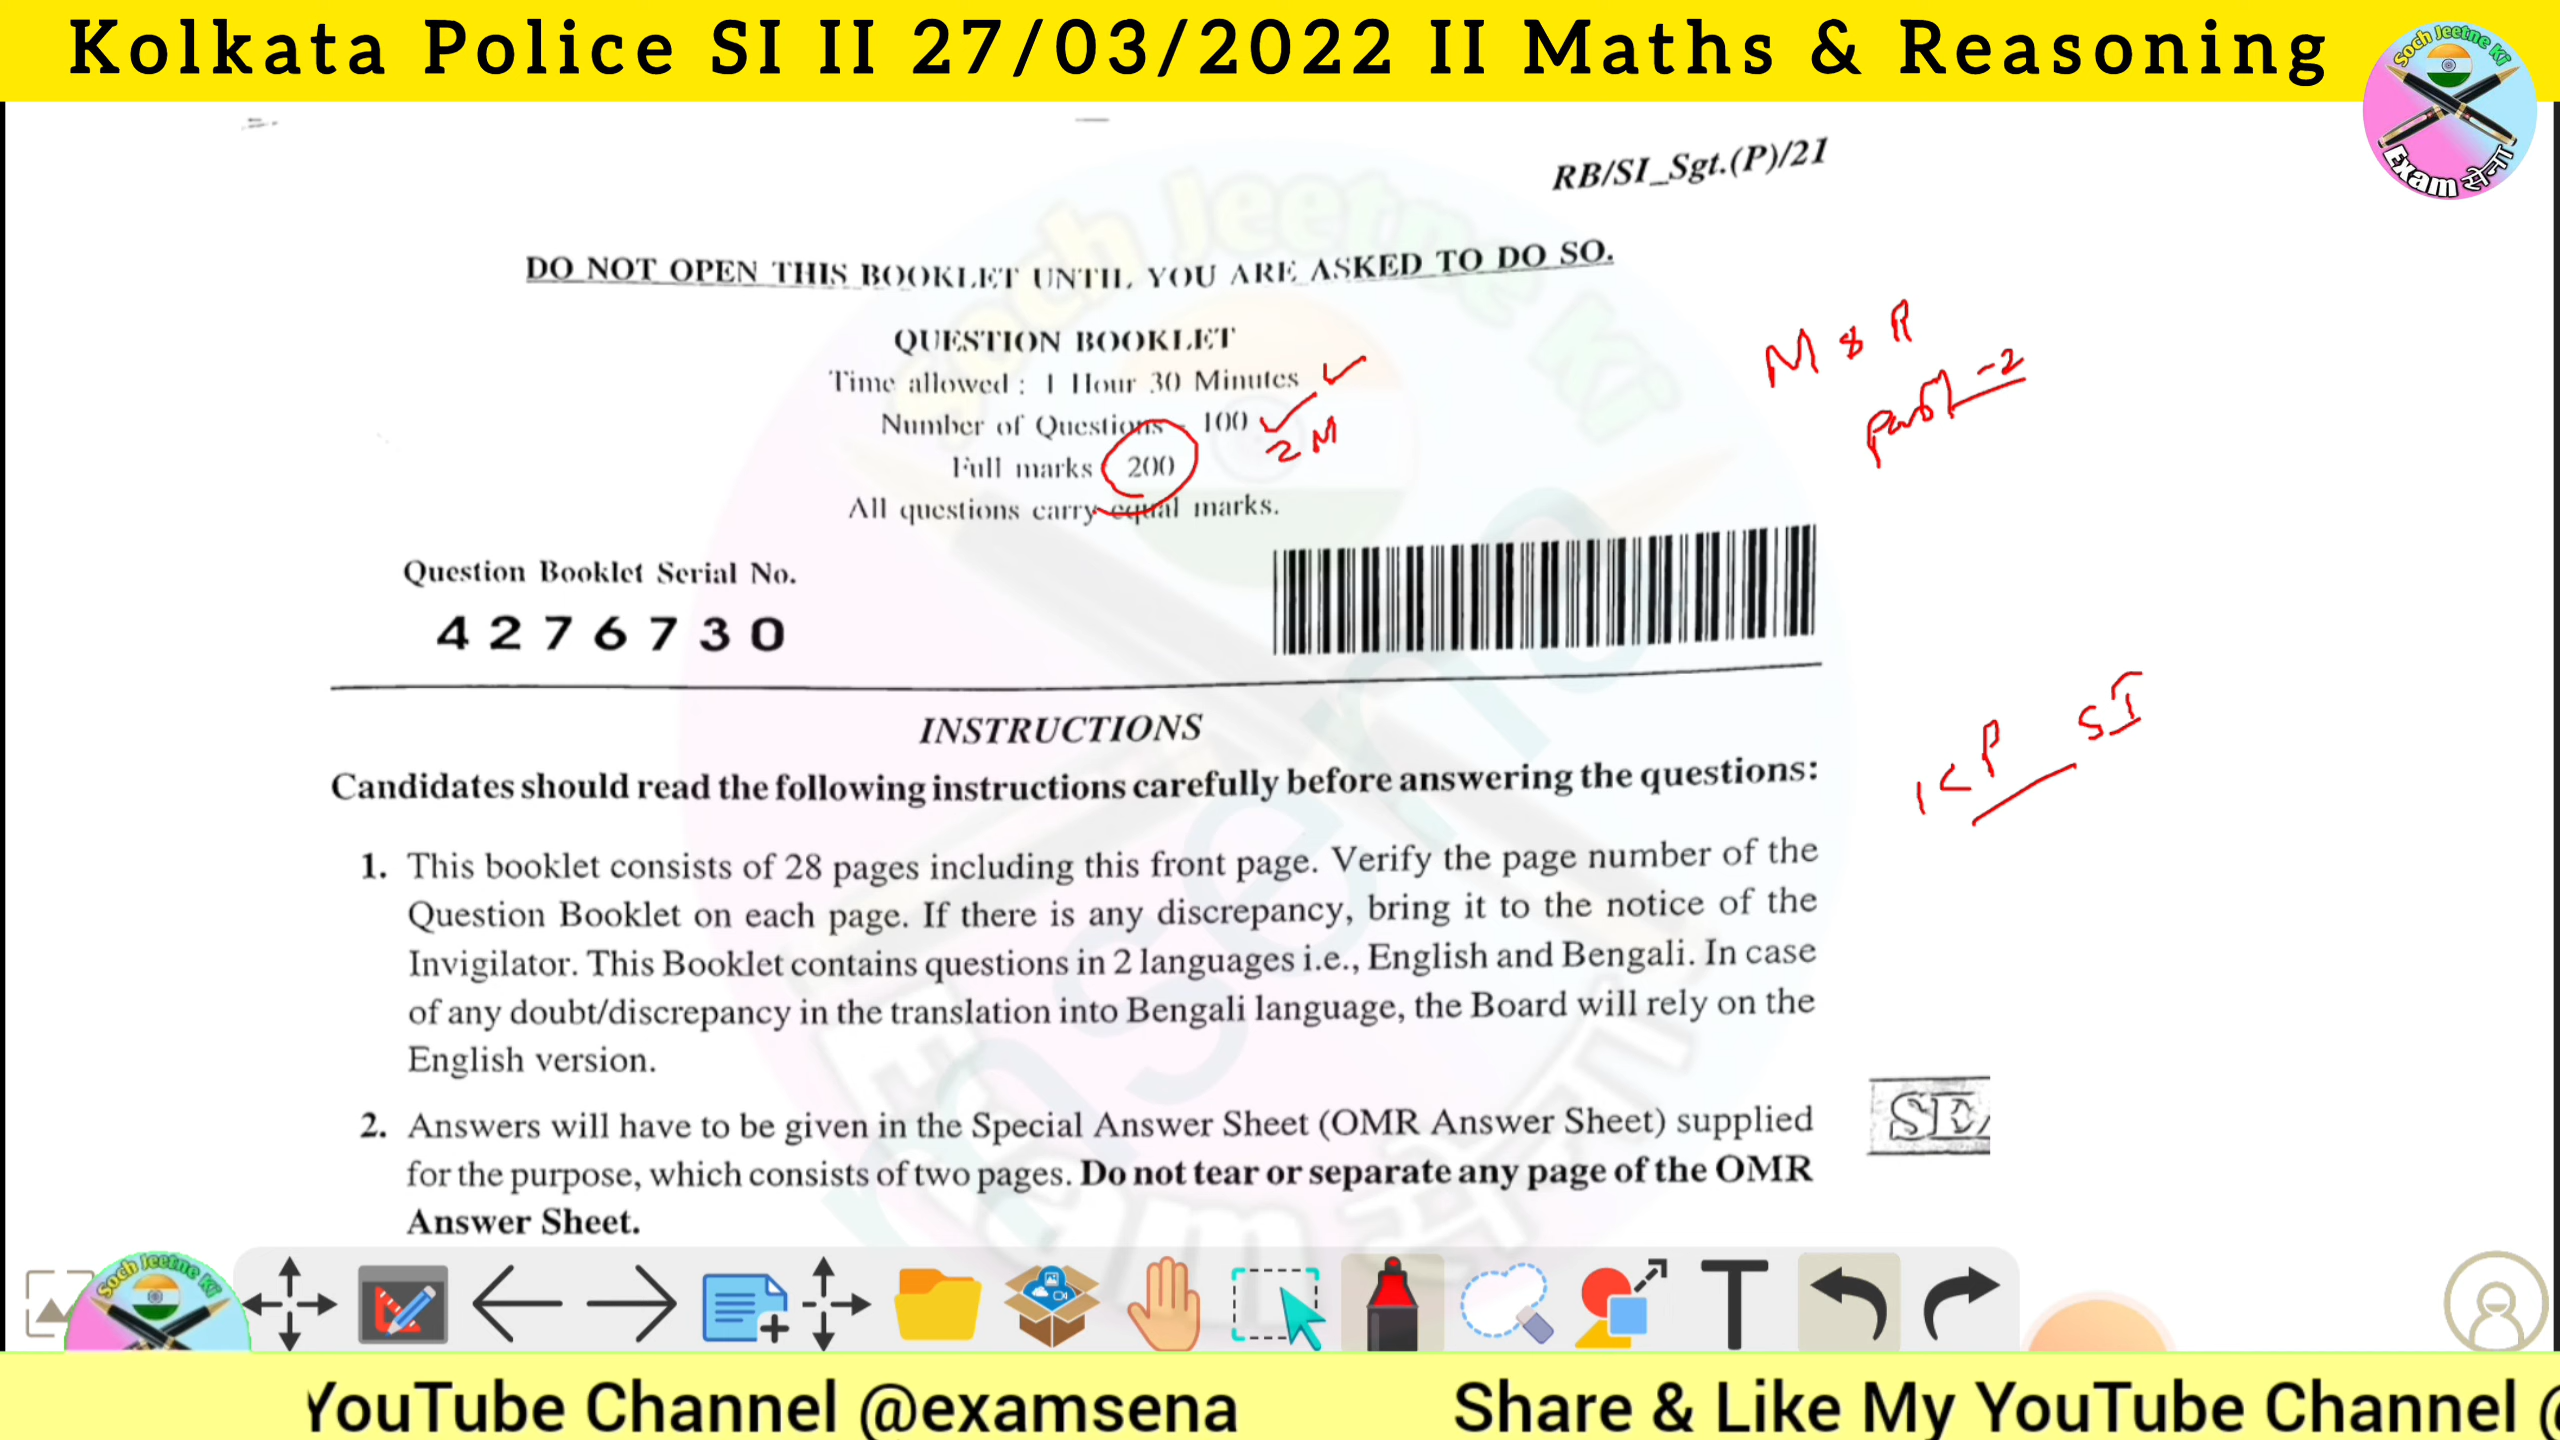 Kolkata Police SI II 27/03/2022 II Maths & Reasoning
Soch Jeetne Ki
Exam सेना
RB/SI_Sgt.(P)/21
DO NOT OPEN THIS BOOKLET UNTIL YOU ARE ASKED TO DO SO.
QUESTION BOOKLET
Time allowed : 1 Hour 30 Minutes
Number of Questions - 100
2M
Full marks 200
All questions carry equal marks.
M & R
part-2
Question Booklet Serial No.
4276730
KP SI
INSTRUCTIONS
Candidates should read the following instructions carefully before answering the questions:
1. This booklet consists of 28 pages including this front page. Verify the page number of the
Question Booklet on each page. If there is any discrepancy, bring it to the notice of the
Invigilator. This Booklet contains questions in 2 languages i.e., English and Bengali. In case
of any doubt/discrepancy in the translation into Bengali language, the Board will rely on the
English version.
2. Answers will have to be given in the Special Answer Sheet (OMR Answer Sheet) supplied
for the purpose, which consists of two pages. Do not tear or separate any page of the OMR
Answer Sheet.
Soch Jeetne Ki
T
YouTube Channel @examsena
Share & Like My YouTube Channel @